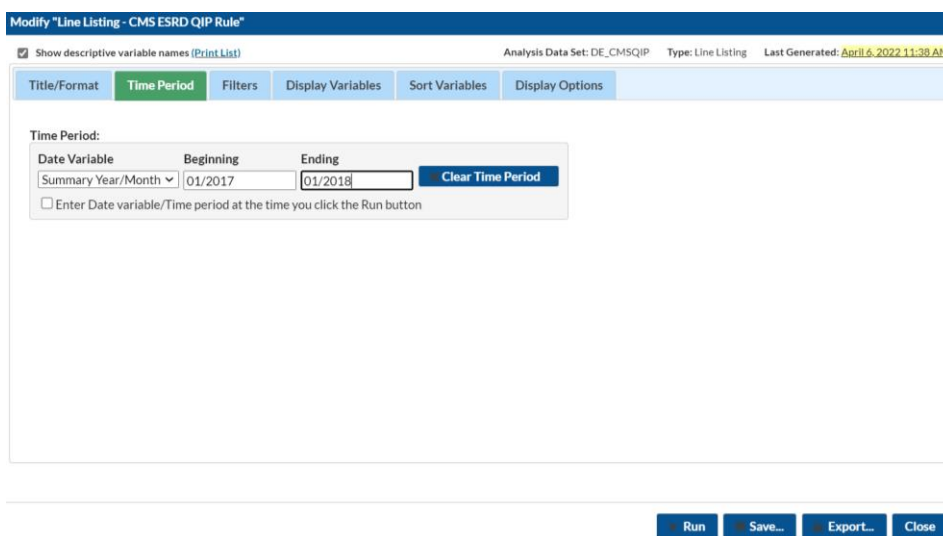 Modify "Line Listing - CMS ESRD QIP Rule"
Show descriptive variable names (Print List) Analysis Data Set: DE_CMSQIP Type: Line Listing Last Generated: April 6, 2022 11:38 AM
Title/Format Time Period Filters Display Variables Sort Variables Display Options
Time Period:
Date Variable Beginning Ending
Summary Year/Month 01/2017 01/2018 Clear Time Period
Enter Date variable/Time period at the time you click the Run button
Run Save... Export... Close